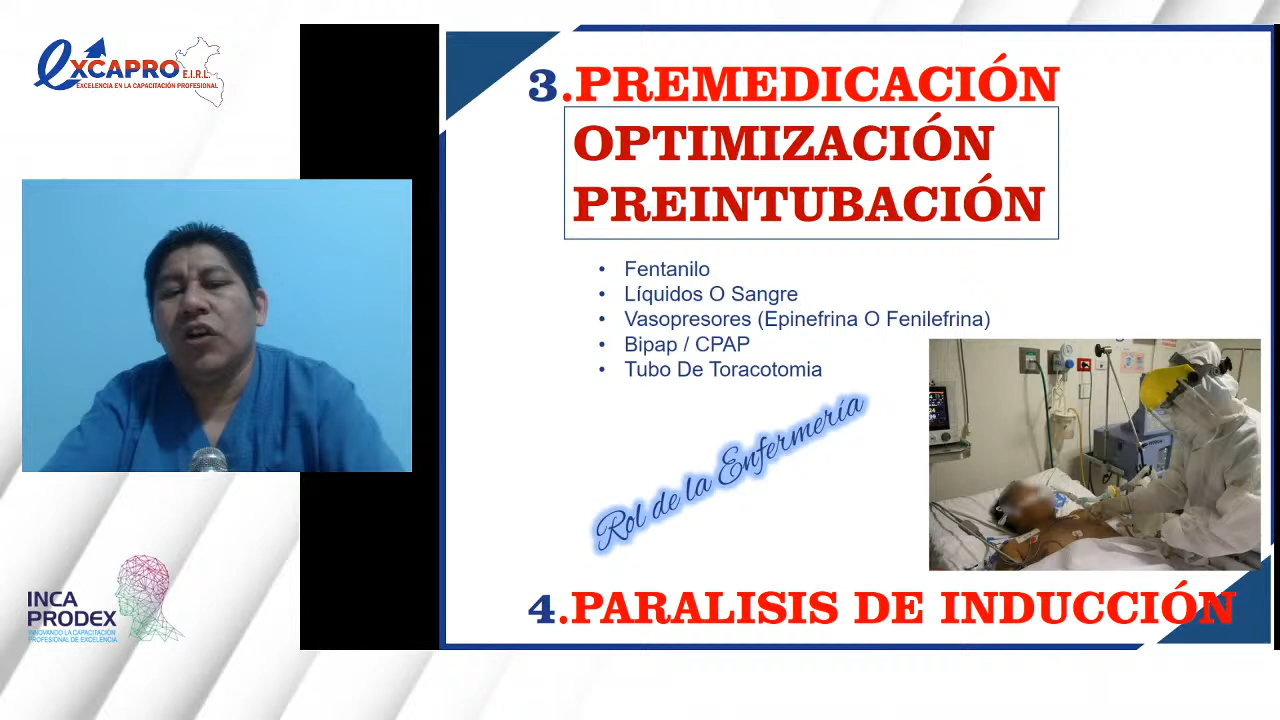 excapro E.I.R.L.
EXCELENCIA EN LA CAPACITACIÓN PROFESIONAL
3.PREMEDICACIÓN
OPTIMIZACIÓN
PREINTUBACIÓN
• Fentanilo
• Líquidos O Sangre
• Vasopresores (Epinefrina O Fenilefrina)
• Bipap / CPAP
• Tubo De Toracotomia
Rol de la Enfermería
4.PARALISIS DE INDUCCIÓN
INCA
PRODEX
INNOVANDO LA CAPACITACIÓN
PROFESIONAL DE EXCELENCIA